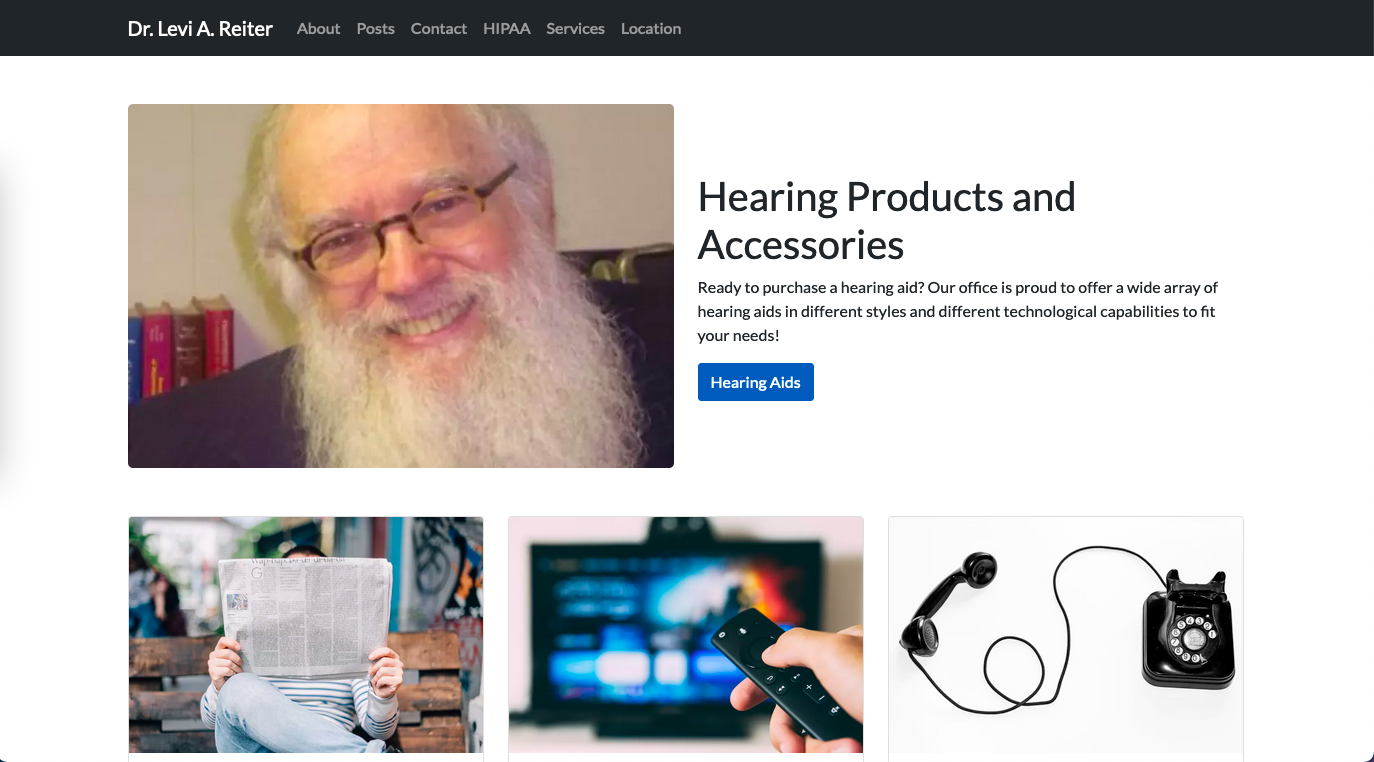 Dr. Levi A. Reiter About Posts Contact HIPAA Services Location
Hearing Products and
Accessories
Ready to purchase a hearing aid? Our office is proud to offer a wide array of
hearing aids in different styles and different technological capabilities to fit
your needs!
Hearing Aids